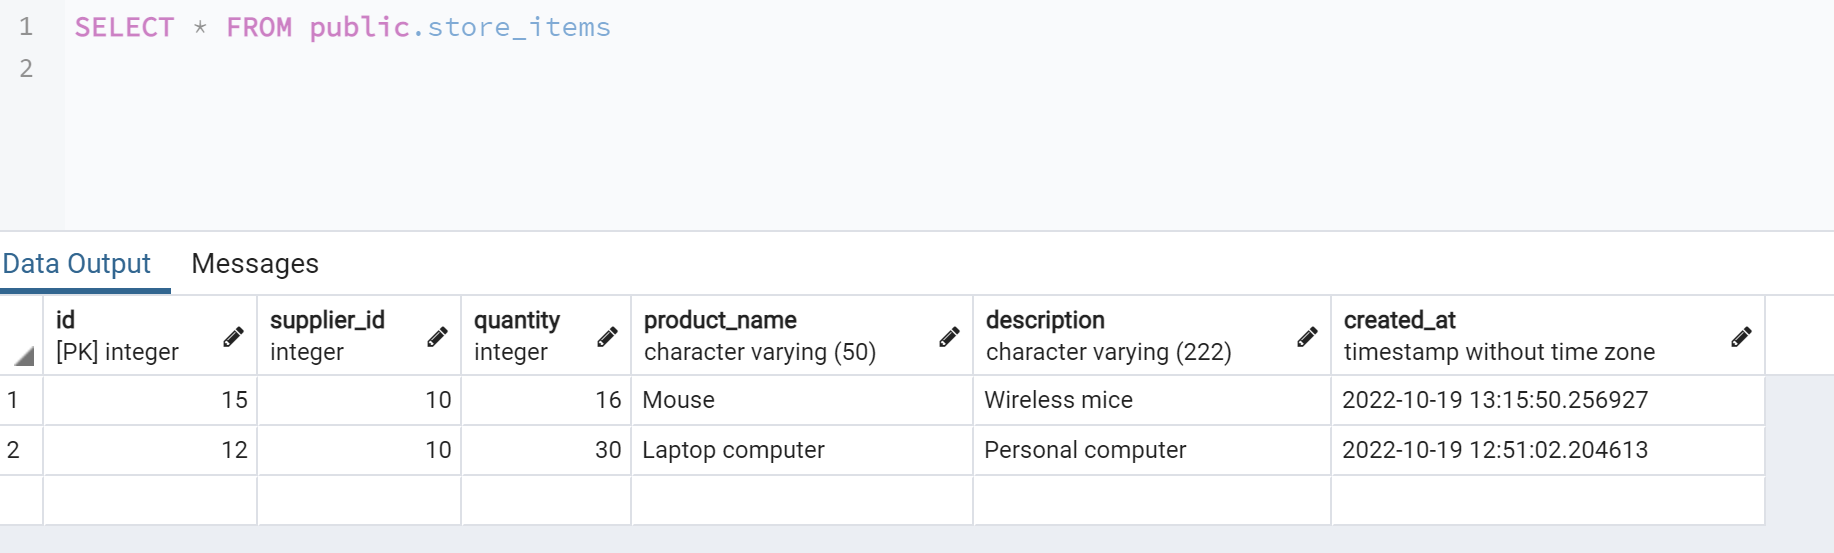 1 SELECT * FROM public.store_items
2
Data Output Messages
id supplier_id quantity product_name description created_at
[PK] integer integer integer character varying (50) character varying (222) timestamp without time zone
1 15 10 16 Mouse Wireless mice 2022-10-19 13:15:50.256927
2 12 10 30 Laptop computer Personal computer 2022-10-19 12:51:02.204613